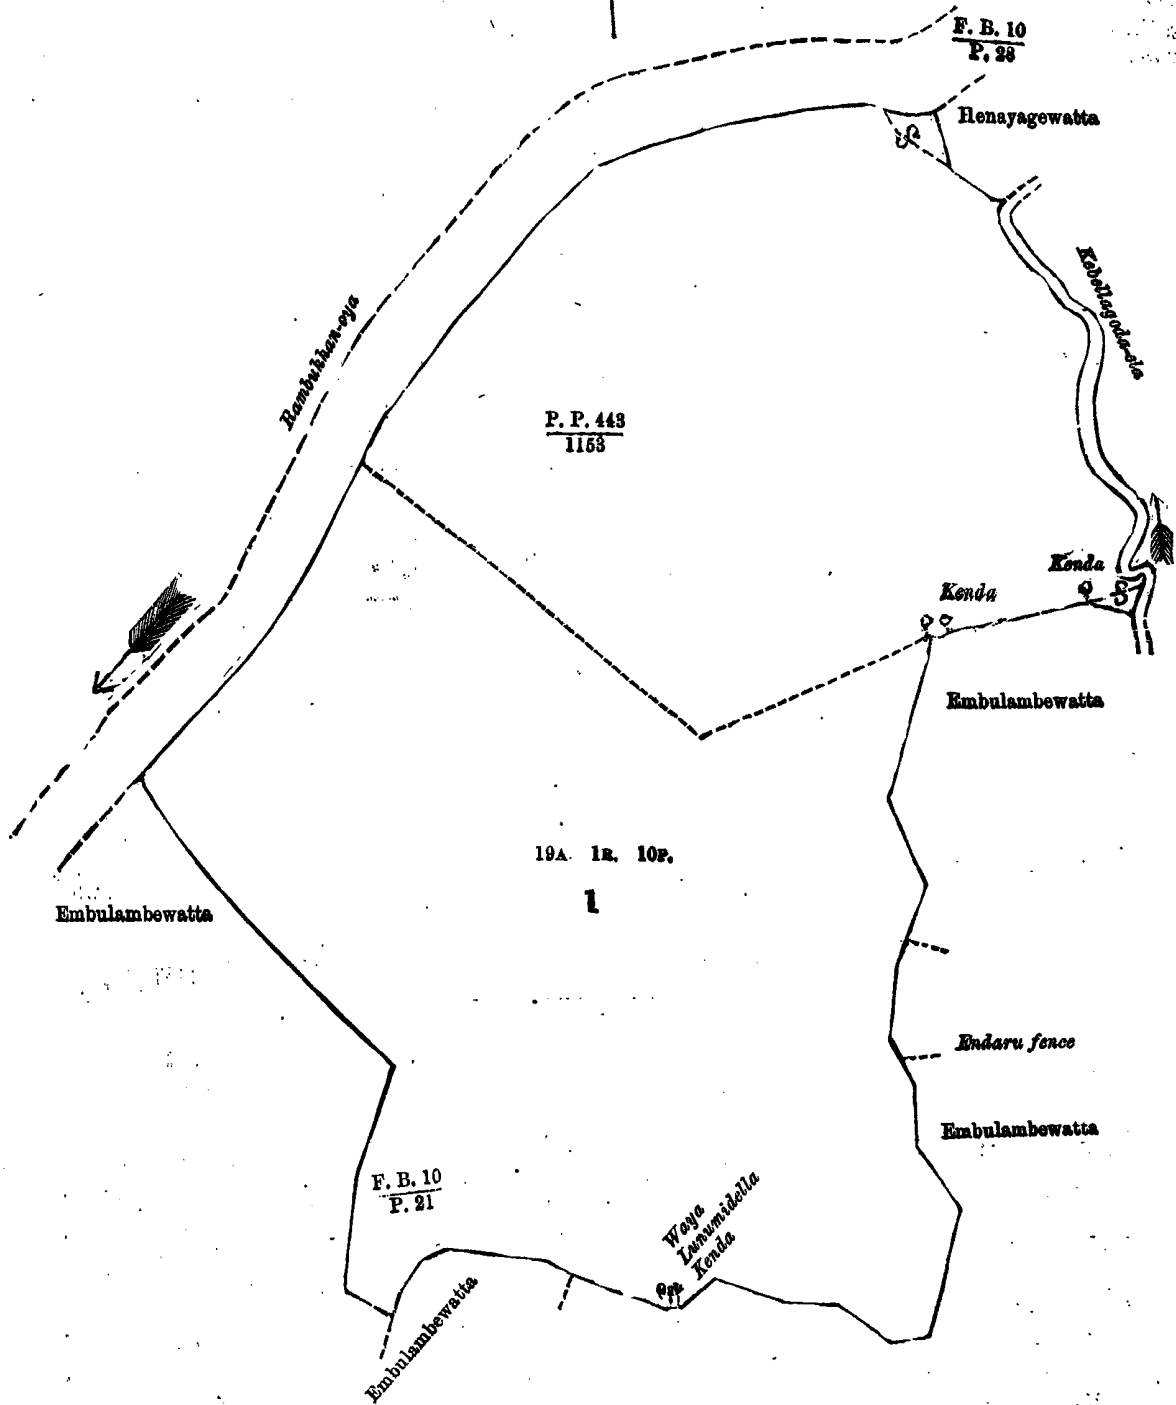 F. B. 10
P. 28
Henayagewatta
Kebellagoda-ela
Rambukkan-oya
P. P. 443
1153
Kenda
Kenda
Embulambewatta
19A. 1R. 10P.
1
Embulambewatta
Endaru fence
Embulambewatta
F. B. 10
P. 21
Waya
Lunumidella
Kenda
Embulambewatta